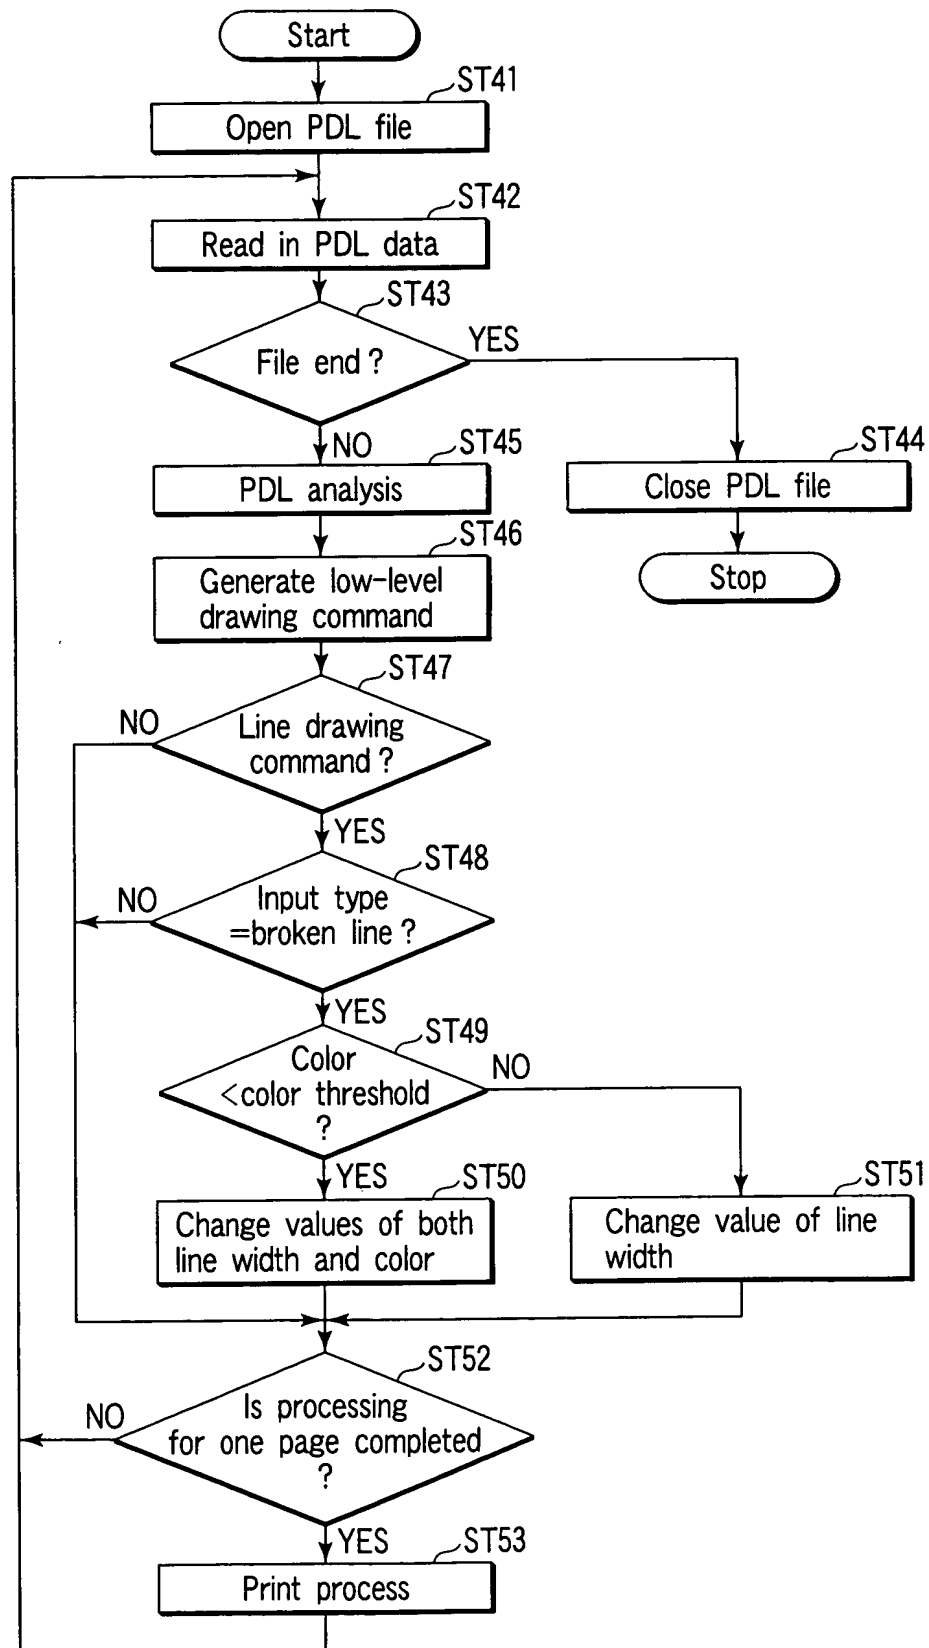 Start
ST41
Open PDL file
ST42
Read in PDL data
ST43
File end?
YES
NO
ST45
PDL analysis
ST44
Close PDL file
Stop
ST46
Generate low-level
drawing command
ST47
NO
Line drawing
command?
YES
ST48
NO
Input type
=broken line?
YES
ST49
Color
<color threshold
?
NO
YES
ST50
Change values of both
line width and color
ST51
Change value of line
width
ST52
NO
Is processing
for one page completed
?
YES
ST53
Print process